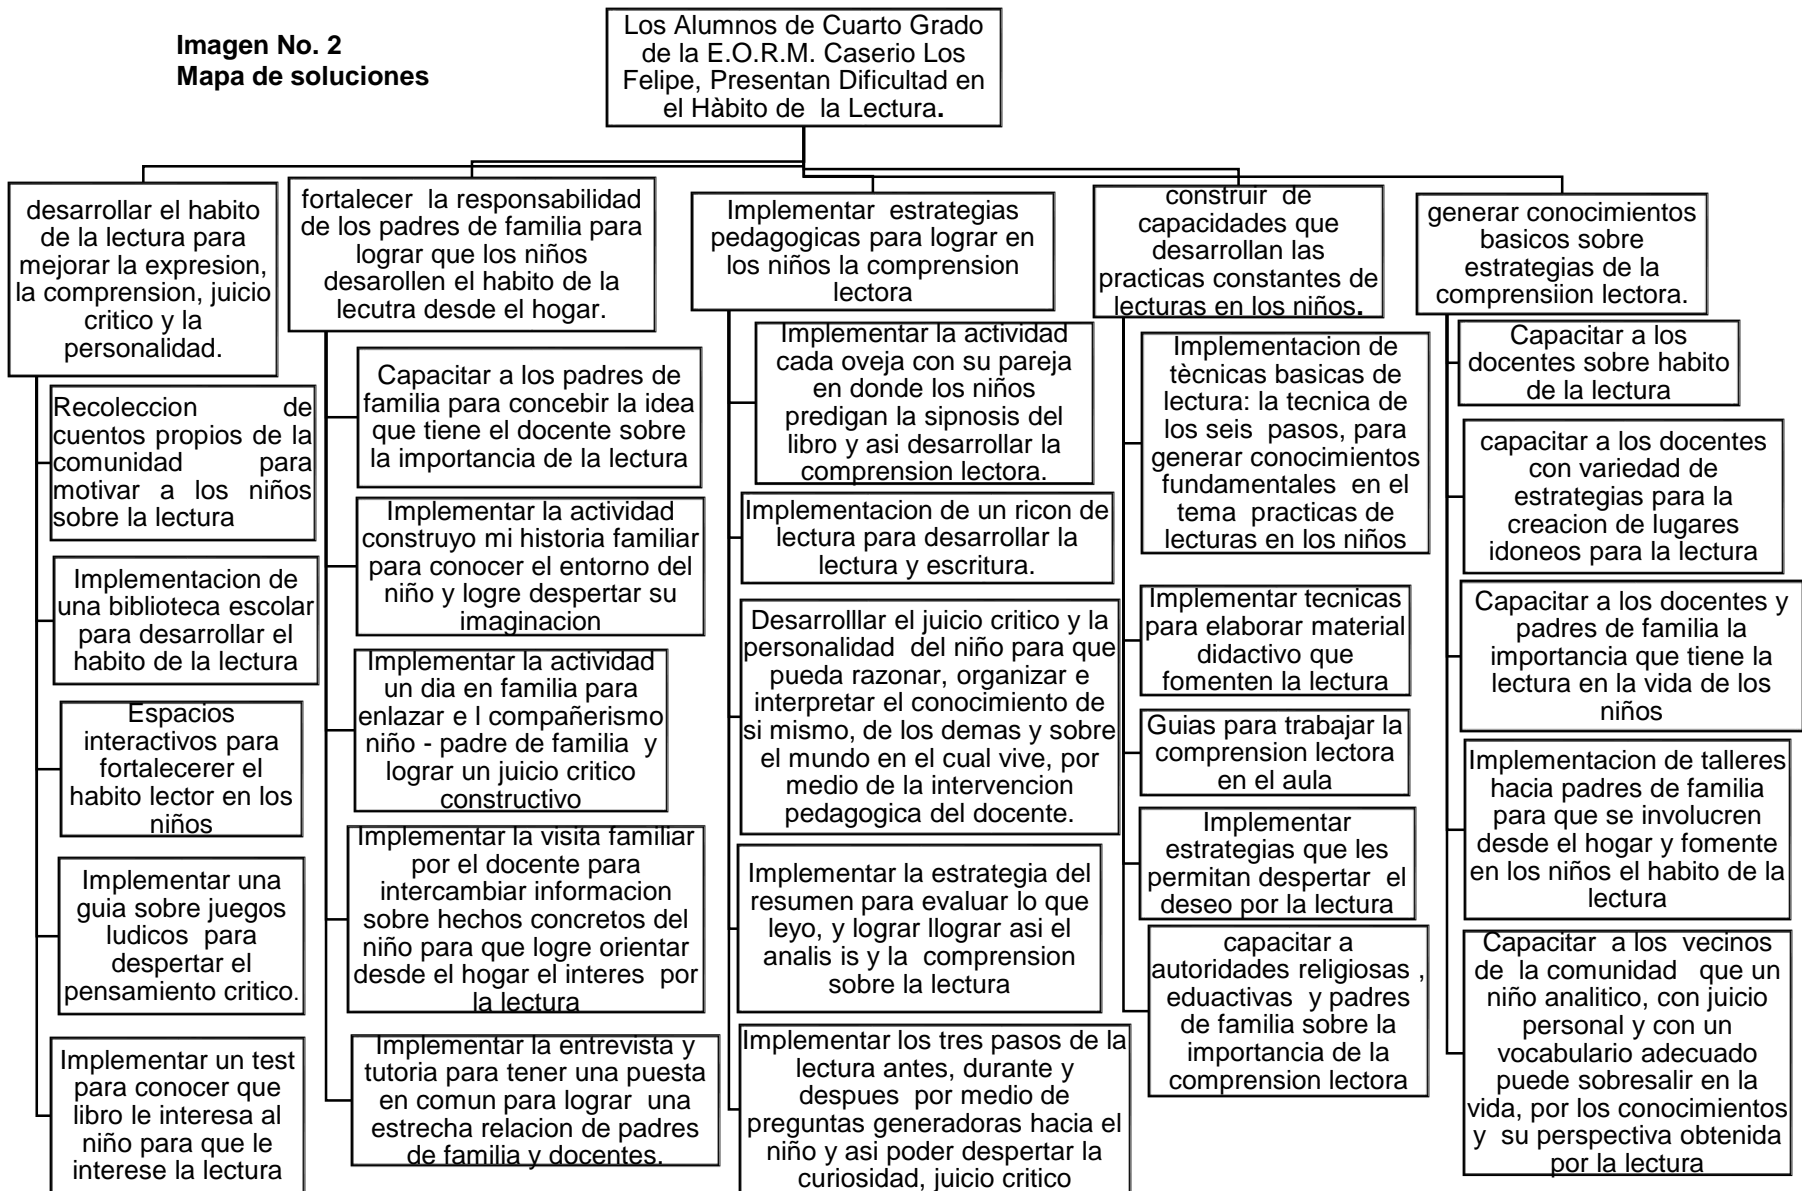 Imagen No. 2
Mapa de soluciones
Los Alumnos de Cuarto Grado
de la E.O.R.M. Caserio Los
Felipe, Presentan Dificultad en
el Hàbito de la Lectura.
desarrollar el habito
de la lectura para
mejorar la expresion,
la comprension, juicio
critico y la
personalidad.
Recoleccion de
cuentos propios de la
comunidad para
motivar a los niños
sobre la lectura
Implementacion de
una biblioteca escolar
para desarrollar el
habito de la lectura
Espacios
interactivos para
fortalecerer el
habito lector en los
niños
Implementar una
guia sobre juegos
ludicos para
despertar el
pensamiento critico.
Implementar un test
para conocer que
libro le interesa al
niño para que le
interese la lectura
fortalecer la responsabilidad
de los padres de familia para
lograr que los niños
desarollen el habito de la
lecutra desde el hogar.
Capacitar a los padres de
familia para concebir la idea
que tiene el docente sobre
la importancia de la lectura
Implementar la actividad
construyo mi historia familiar
para conocer el entorno del
niño y logre despertar su
imaginacion
Implementar la actividad
un dia en familia para
enlazar e l compañerismo
niño - padre de familia y
lograr un juicio critico
constructivo
Implementar la visita familiar
por el docente para
intercambiar informacion
sobre hechos concretos del
niño para que logre orientar
desde el hogar el interes por
la lectura
Implementar la entrevista y
tutoria para tener una puesta
en comun para lograr una
estrecha relacion de padres
de familia y docentes.
Implementar estrategias
pedagogicas para lograr en
los niños la comprension
lectora
Implementar la actividad
cada oveja con su pareja
en donde los niños
predigan la sipnosis del
libro y asi desarrollar la
comprension lectora.
Implementacion de un ricon de
lectura para desarrollar la
lectura y escritura.
Desarrolllar el juicio critico y la
personalidad del niño para que
pueda razonar, organizar e
interpretar el conocimiento de
si mismo, de los demas y sobre
el mundo en el cual vive, por
medio de la intervencion
pedagogica del docente.
Implementar la estrategia del
resumen para evaluar lo que
leyo, y lograr llograr asi el
analis is y la comprension
sobre la lectura
Implementar los tres pasos de la
lectura antes, durante y
despues por medio de
preguntas generadoras hacia el
niño y asi poder despertar la
curiosidad, juicio critico
construir de
capacidades que
desarrollan las
practicas constantes de
lecturas en los niños.
Implementacion de
tècnicas basicas de
lectura: la tecnica de
los seis pasos, para
generar conocimientos
fundamentales en el
tema practicas de
lecturas en los niños
Implementar tecnicas
para elaborar material
didactivo que
fomenten la lectura
Guias para trabajar la
comprension lectora
en el aula
Implementar
estrategias que les
permitan despertar el
deseo por la lectura
capacitar a
autoridades religiosas ,
eduactivas y padres
de familia sobre la
importancia de la
comprension lectora
generar conocimientos
basicos sobre
estrategias de la
comprensiion lectora.
Capacitar a los
docentes sobre habito
de la lectura
capacitar a los docentes
con variedad de
estrategias para la
creacion de lugares
idoneos para la lectura
Capacitar a los docentes y
padres de familia la
importancia que tiene la
lectura en la vida de los
niños
Implementacion de talleres
hacia padres de familia
para que se involucren
desde el hogar y fomente
en los niños el habito de la
lectura
Capacitar a los vecinos
de la comunidad que un
niño analitico, con juicio
personal y con un
vocabulario adecuado
puede sobresalir en la
vida, por los conocimientos
y su perspectiva obtenida
por la lectura